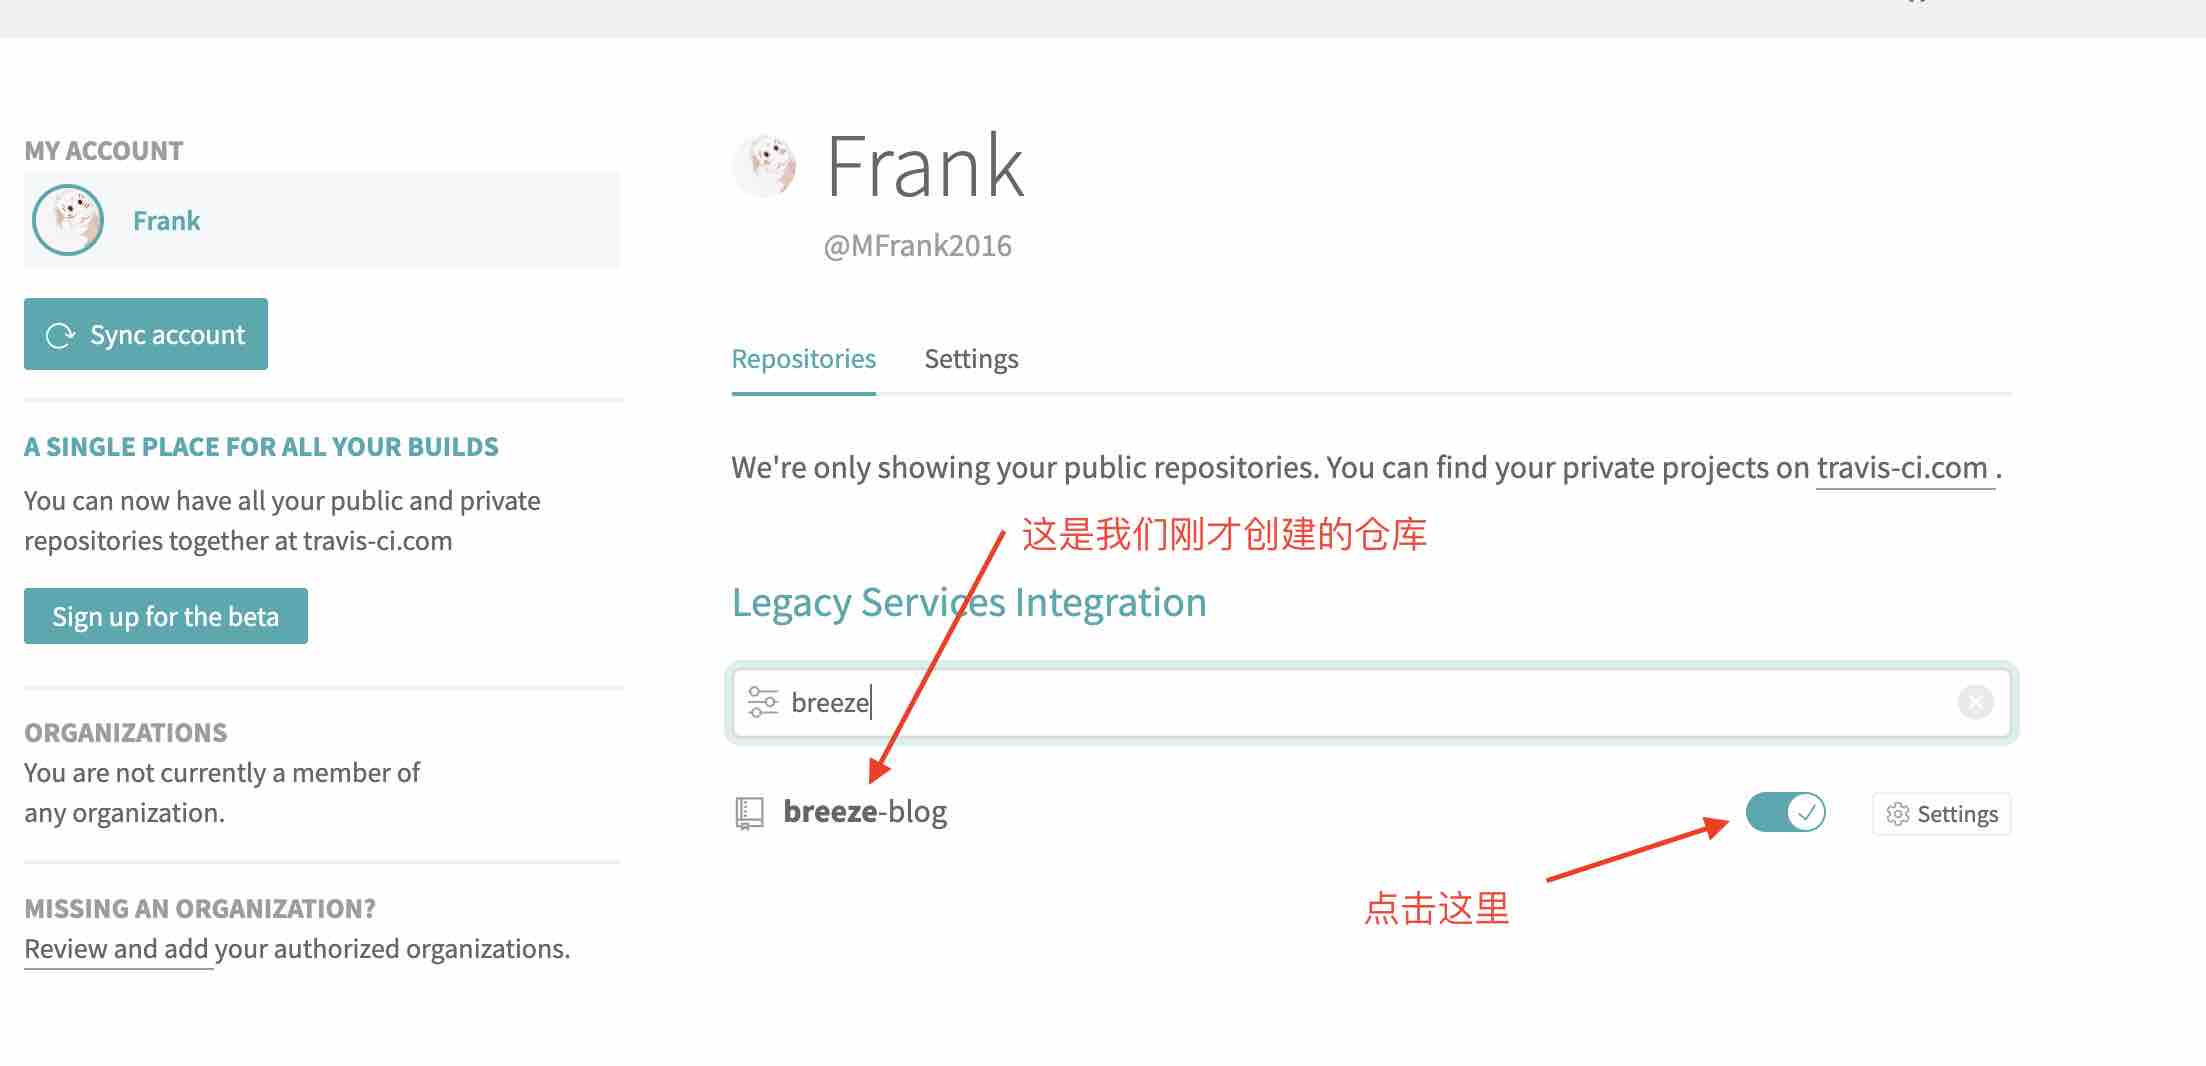 MY ACCOUNT
Frank
Sync account
A SINGLE PLACE FOR ALL YOUR BUILDS
You can now have all your public and private
repositories together at travis-ci.com
Sign up for the beta
ORGANIZATIONS
You are not currently a member of
any organization.
MISSING AN ORGANIZATION?
Review and add your authorized organizations.
Frank
@MFrank2016
Repositories
Settings
We're only showing your public repositories. You can find your private projects on travis-ci.com .
这是我们刚才创建的仓库
Legacy Services Integration
breeze
breeze-blog
Settings
点击这里